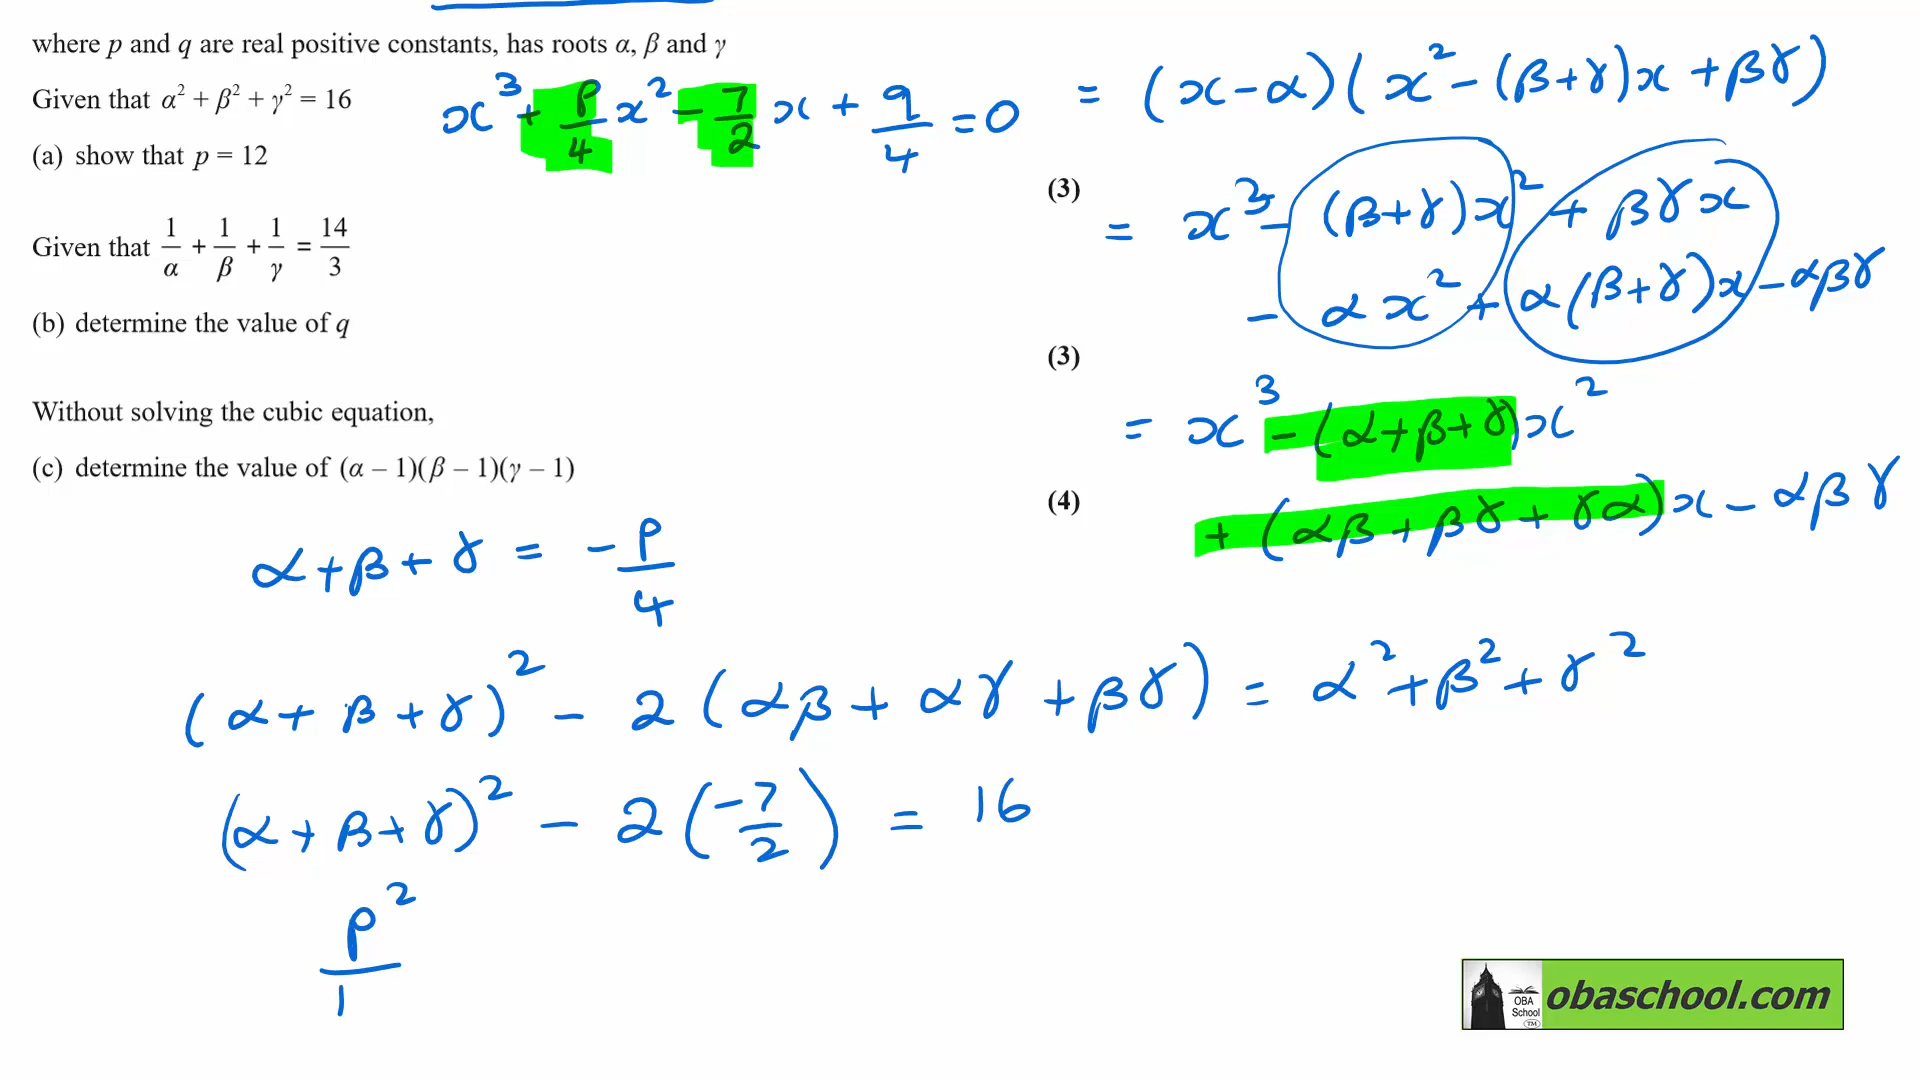 where p and q are real positive constants, has roots α, β and γ
Given that α² + β² + γ² = 16
x³ + p/4 x² − 7/2 x + q/4 = 0
= (x−α)(x² − (β+γ)x + βγ)
(a) show that p = 12
(3)
= x³ − (β+γ)x² + βγx
Given that 1/α + 1/β + 1/γ = 14/3
− αx² + α(β+γ)x − αβγ
(b) determine the value of q
(3)
= x³ − (α+β+γ)x²
Without solving the cubic equation,
(c) determine the value of (α – 1)(β – 1)(γ – 1)
(4)
+ (αβ + βγ + γα)x − αβγ
α+β+γ = −p/4
(α+β+γ)² − 2(αβ + αγ + βγ) = α² + β² + γ²
(α+β+γ)² − 2(−7/2) = 16
p²/1
OBA
School
TM
obaschool.com